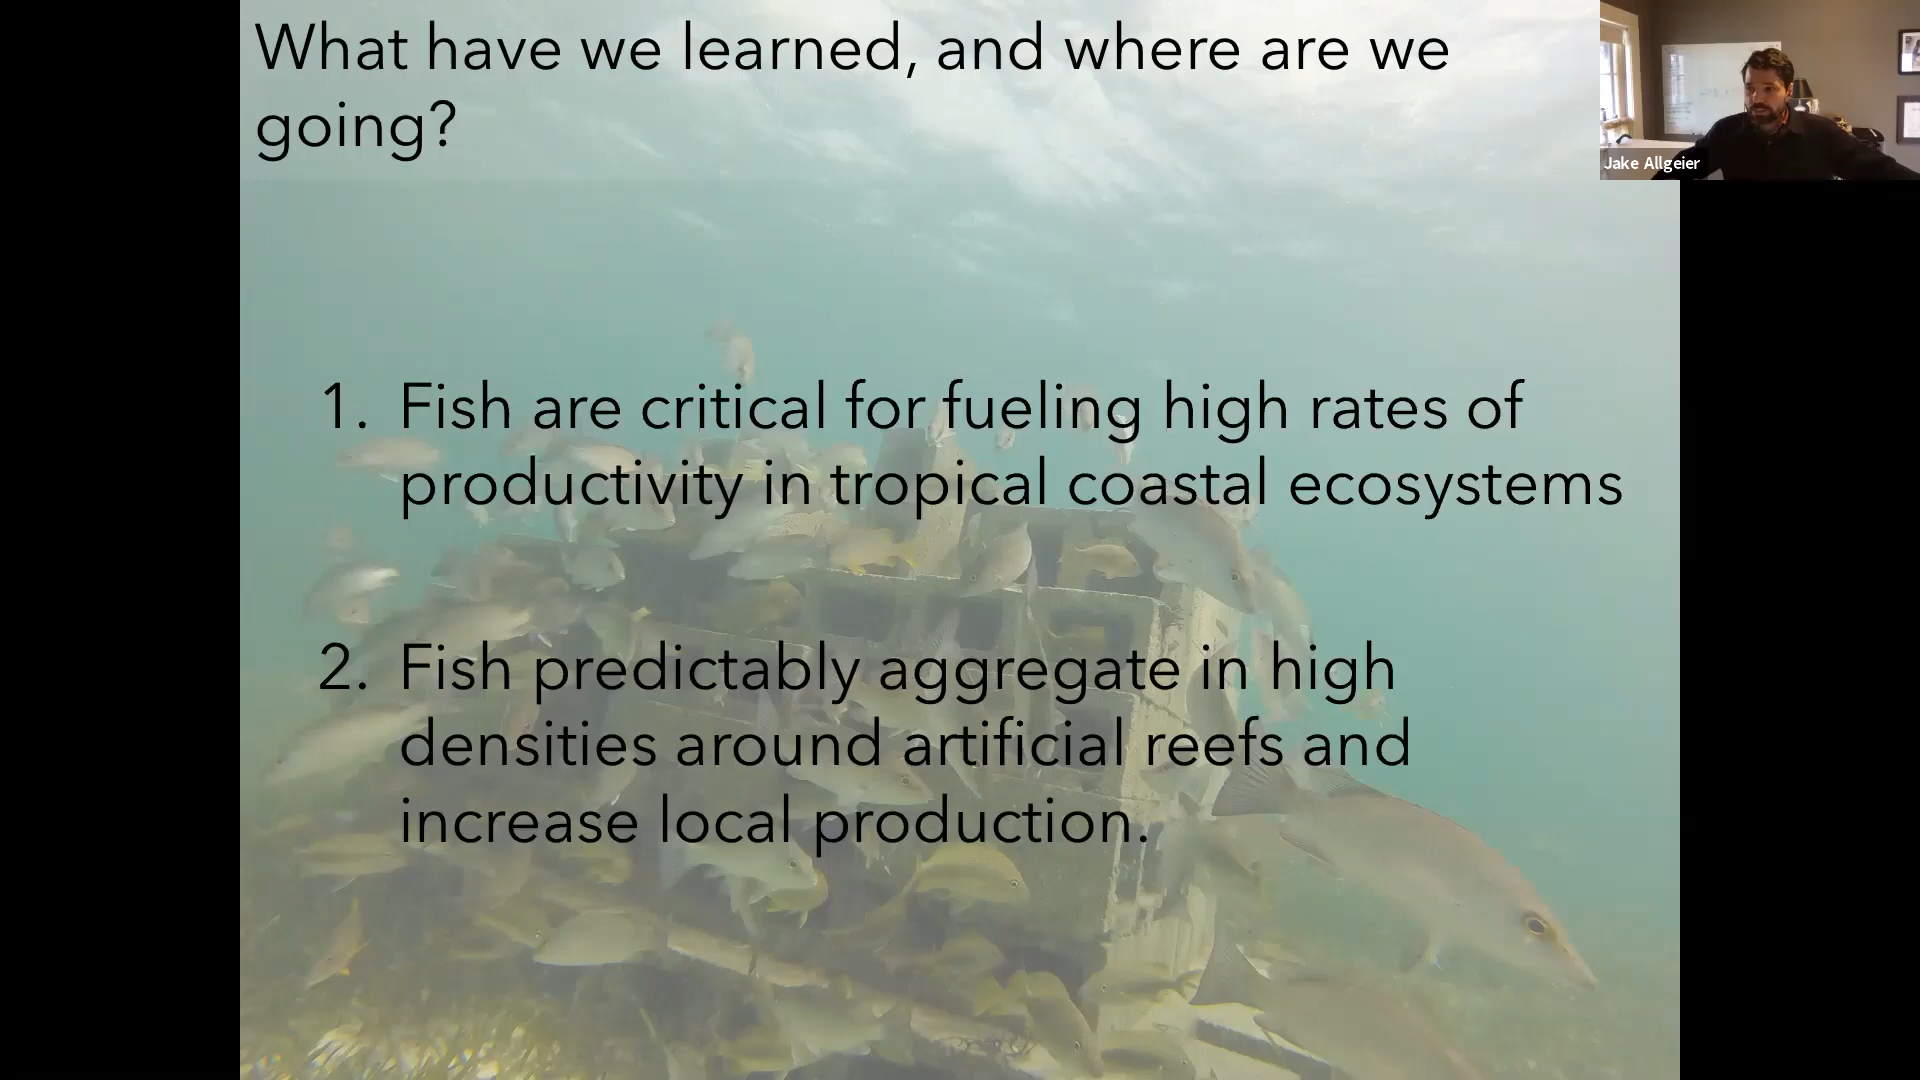 What have we learned, and where are we
going?
Jake Allgeier
1. Fish are critical for fueling high rates of
productivity in tropical coastal ecosystems
2. Fish predictably aggregate in high
densities around artificial reefs and
increase local production.